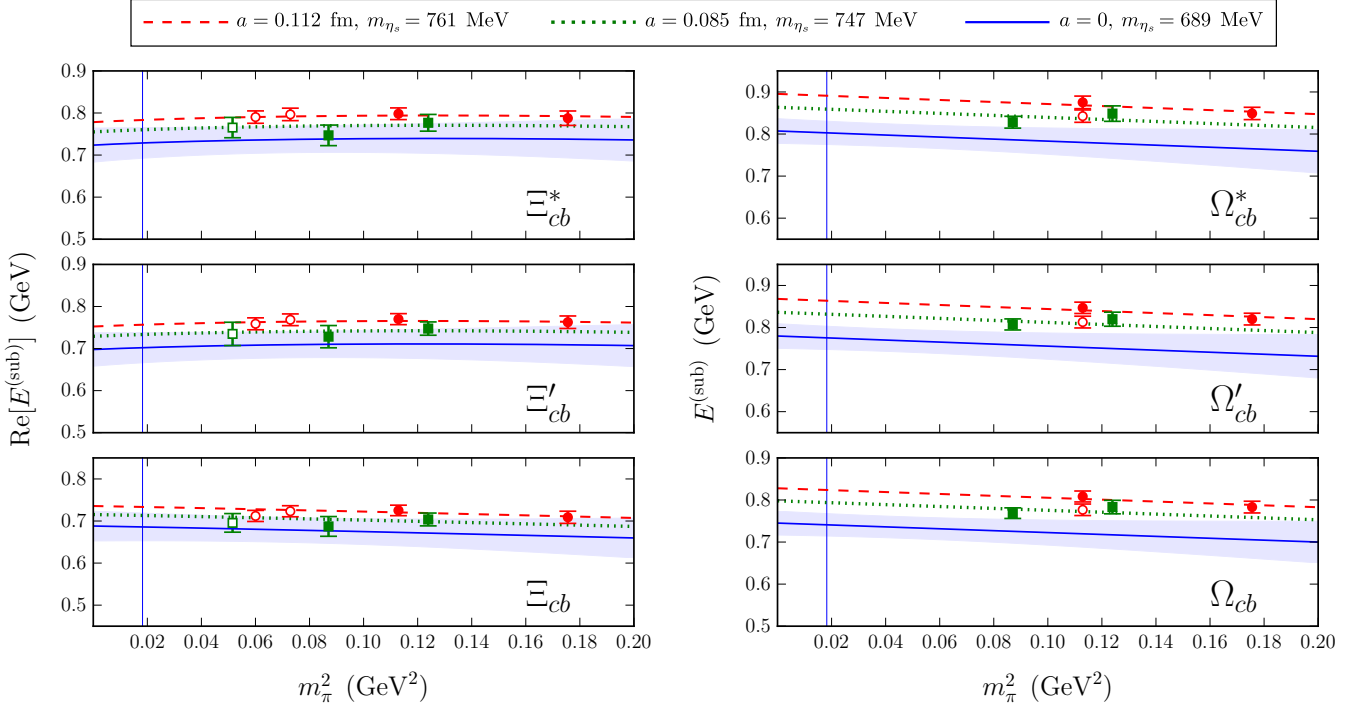 a = 0.112 fm, m_{η_s} = 761 MeV a = 0.085 fm, m_{η_s} = 747 MeV a = 0, m_{η_s} = 689 MeV
Re[E^{(sub)}] (GeV)
0.9
0.8
0.7
0.6
0.5
Ξ*_{cb}
0.9
0.8
0.7
0.6
0.5
Ξ′_{cb}
0.8
0.7
0.6
0.5
Ξ_{cb}
0.02 0.04 0.06 0.08 0.10 0.12 0.14 0.16 0.18 0.20
m_π^2 (GeV^2)
E^{(sub)} (GeV)
0.9
0.8
0.7
0.6
Ω*_{cb}
0.9
0.8
0.7
0.6
0.5
Ω′_{cb}
0.9
0.8
0.7
0.6
0.5
Ω_{cb}
0.02 0.04 0.06 0.08 0.10 0.12 0.14 0.16 0.18 0.20
m_π^2 (GeV^2)